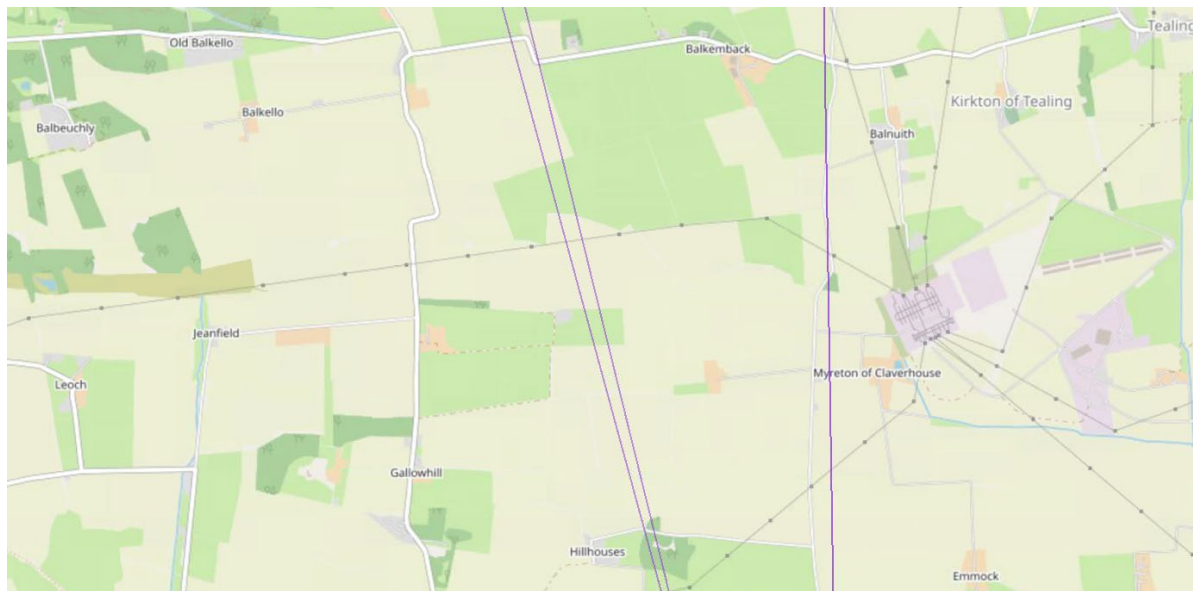 Tealing
Old Balkello
Balkemback
Kirkton of Tealing
Balkello
Balbeuchly
Balnuith
Jeanfield
Myreton of Claverhouse
Leoch
Gallowhill
Hillhouses
Emmock